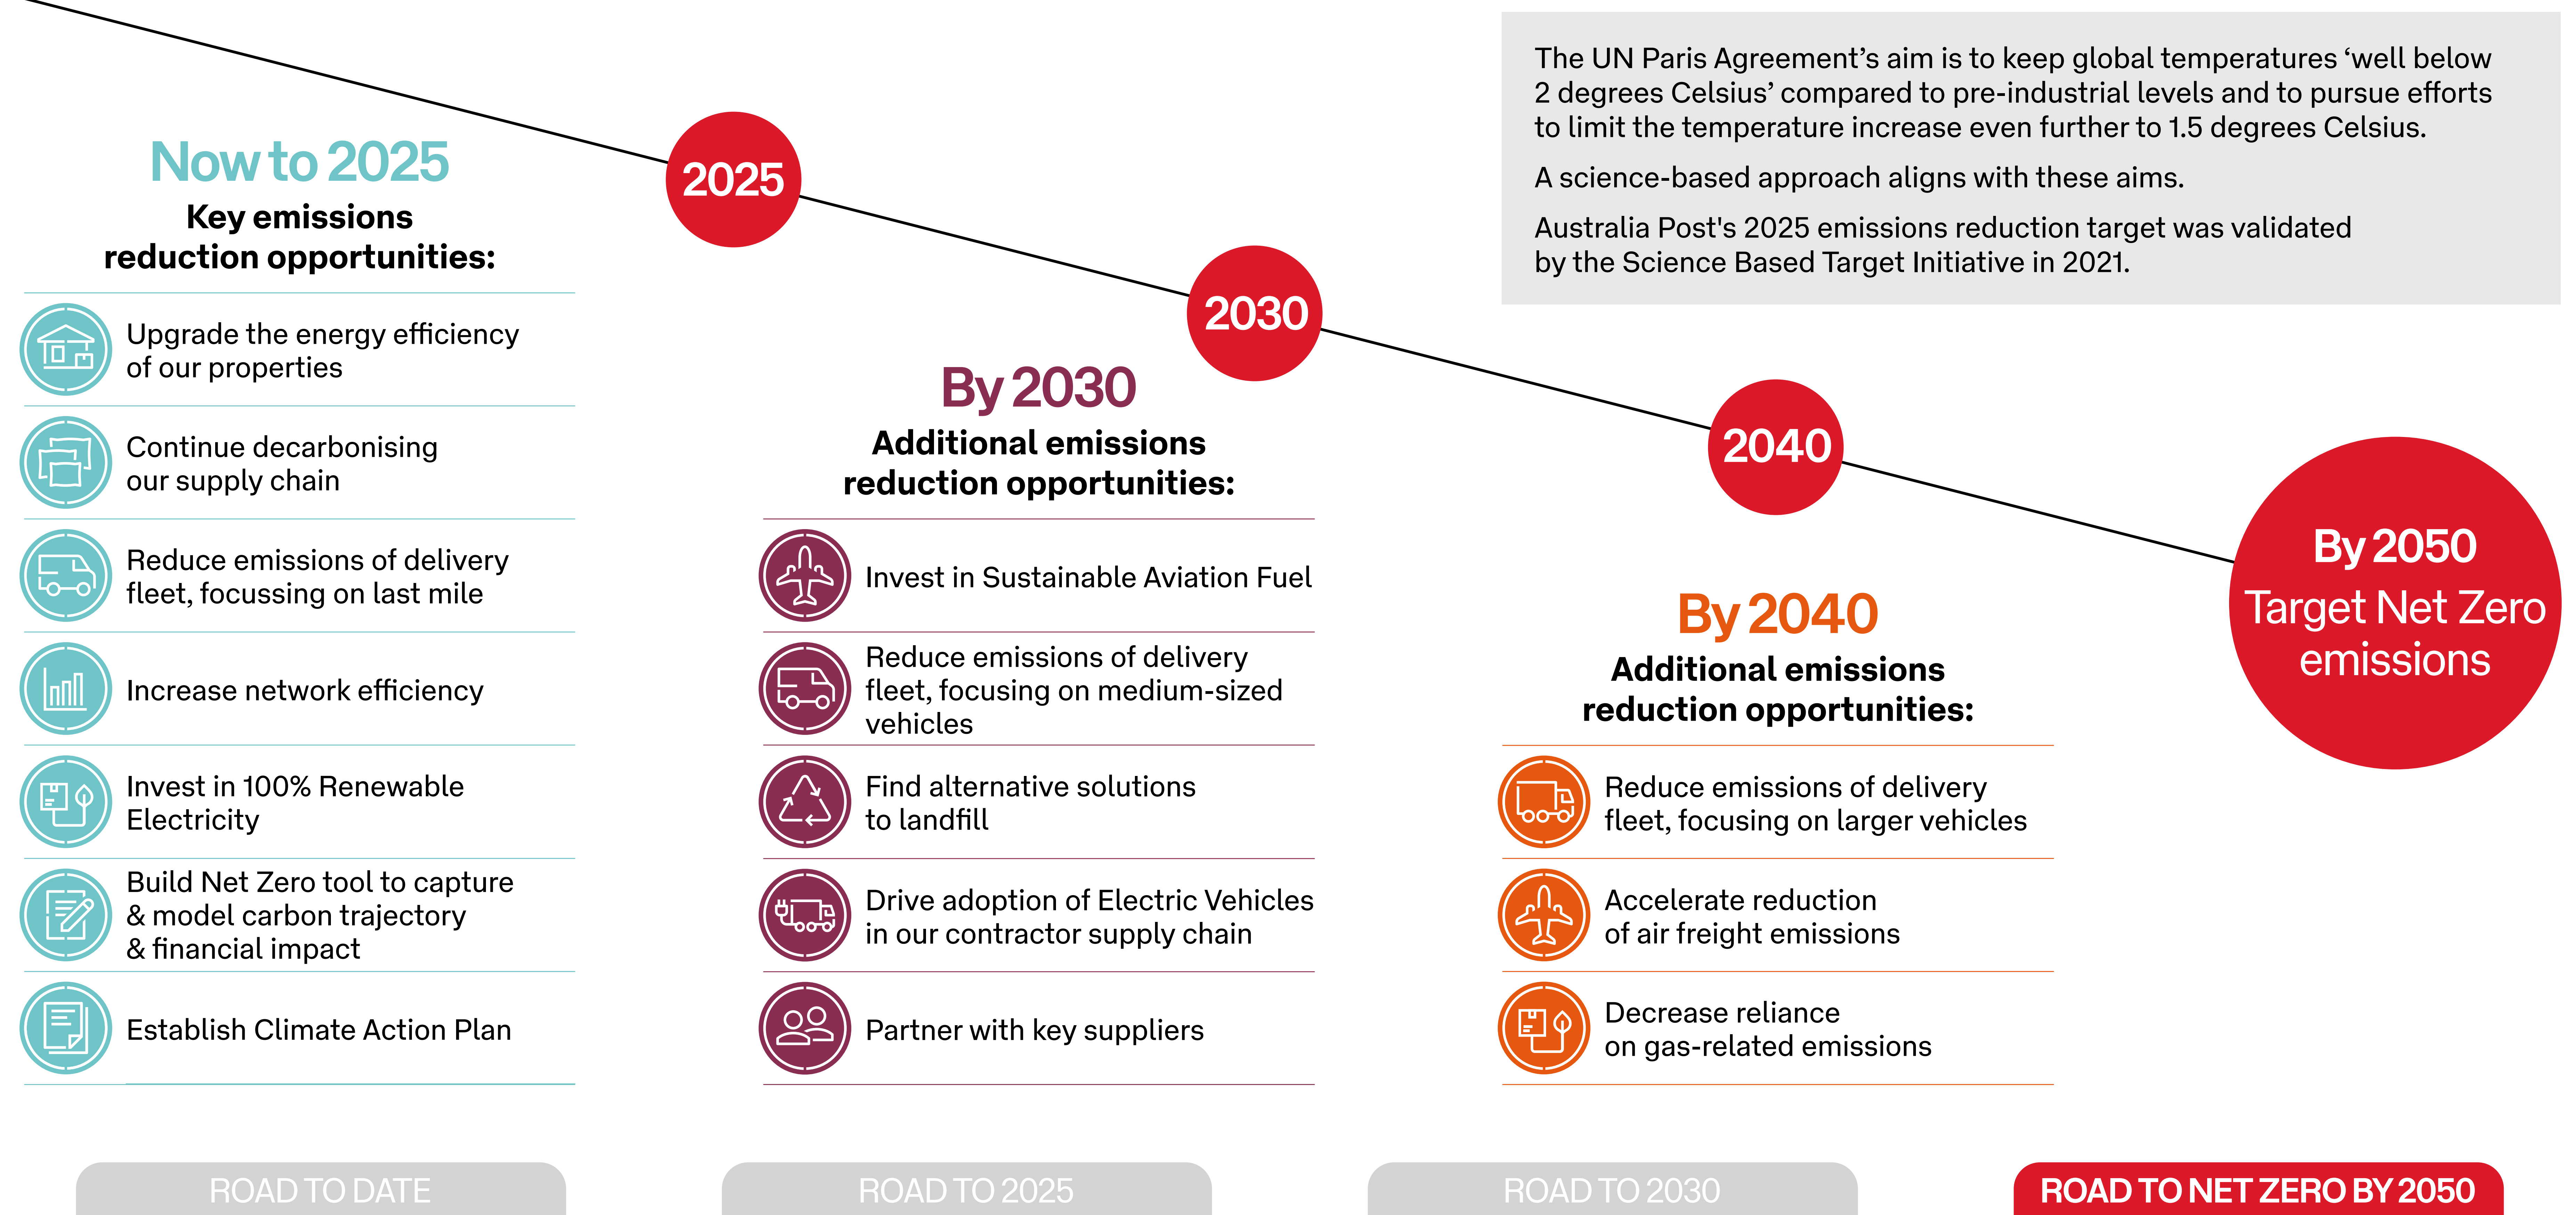 The UN Paris Agreement’s aim is to keep global temperatures ‘well below
2 degrees Celsius’ compared to pre-industrial levels and to pursue efforts
to limit the temperature increase even further to 1.5 degrees Celsius.
A science-based approach aligns with these aims.
Australia Post's 2025 emissions reduction target was validated
by the Science Based Target Initiative in 2021.
2025
2030
2040
By 2050
Target Net Zero
emissions
Now to 2025
Key emissions
reduction opportunities:
Upgrade the energy efficiency
of our properties
Continue decarbonising
our supply chain
Reduce emissions of delivery
fleet, focussing on last mile
Increase network efficiency
Invest in 100% Renewable
Electricity
Build Net Zero tool to capture
& model carbon trajectory
& financial impact
Establish Climate Action Plan
By 2030
Additional emissions
reduction opportunities:
Invest in Sustainable Aviation Fuel
Reduce emissions of delivery
fleet, focusing on medium-sized
vehicles
Find alternative solutions
to landfill
Drive adoption of Electric Vehicles
in our contractor supply chain
Partner with key suppliers
By 2040
Additional emissions
reduction opportunities:
Reduce emissions of delivery
fleet, focusing on larger vehicles
Accelerate reduction
of air freight emissions
Decrease reliance
on gas-related emissions
ROAD TO DATE
ROAD TO 2025
ROAD TO 2030
ROAD TO NET ZERO BY 2050